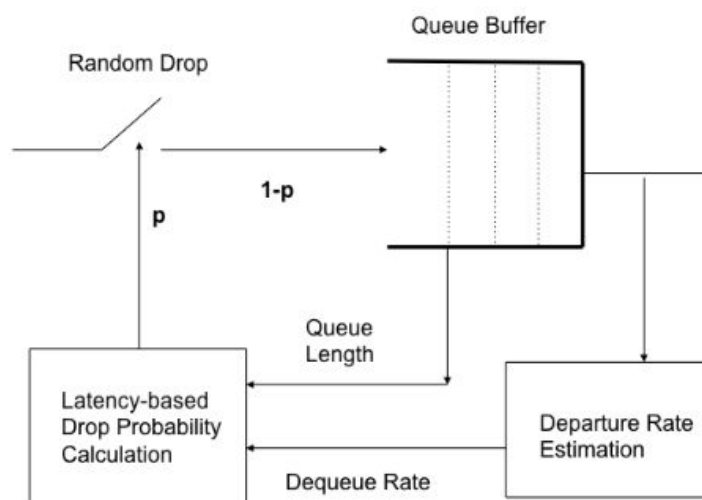 Queue Buffer
Random Drop
1-p
p
Queue
Length
Latency-based
Drop Probability
Calculation
Departure Rate
Estimation
Dequeue Rate